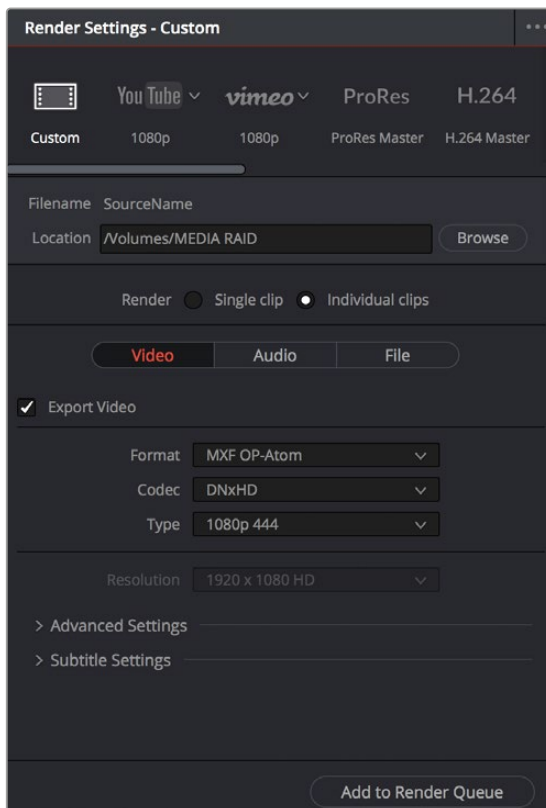 Render Settings - Custom
YouTube vimeo ProRes H.264
Custom 1080p 1080p ProRes Master H.264 Master
Filename SourceName
Location /Volumes/MEDIA RAID Browse
Render Single clip Individual clips
Video Audio File
Export Video
Format MXF OP-Atom
Codec DNxHD
Type 1080p 444
Resolution 1920 x 1080 HD
> Advanced Settings
> Subtitle Settings
Add to Render Queue